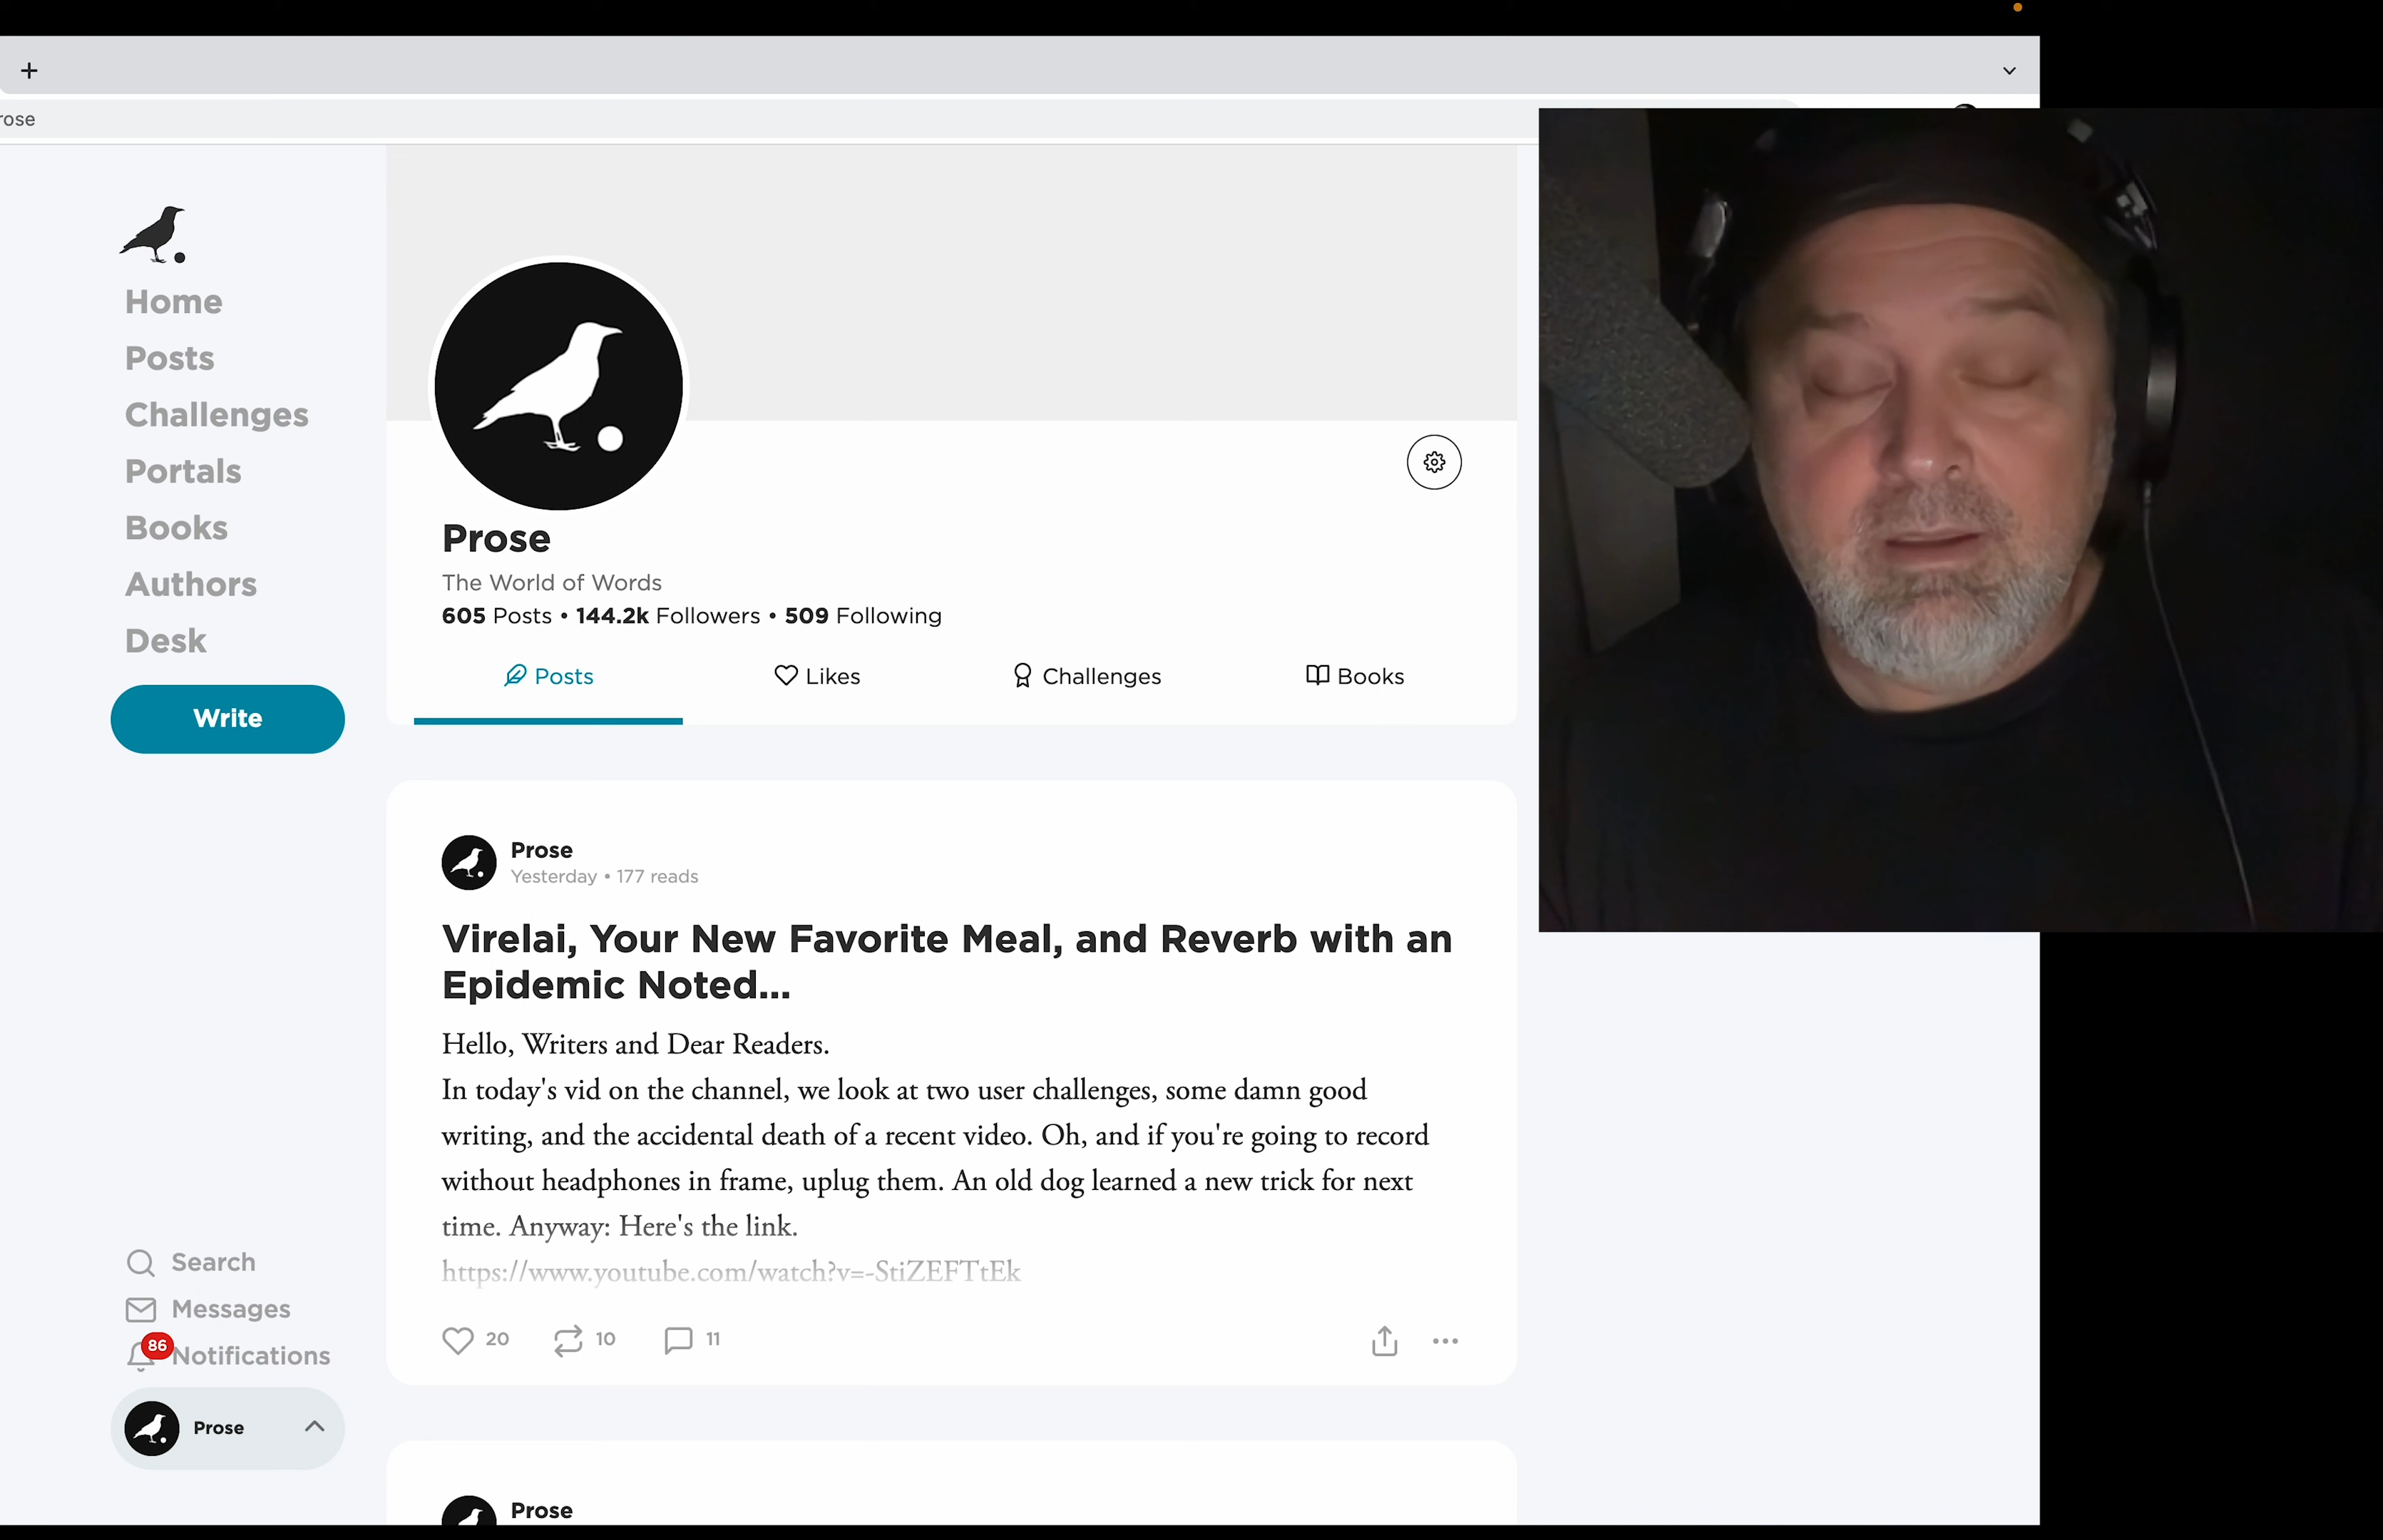 rose
Home
Posts
Challenges
Portals
Books
Authors
Desk
Write
Search
Messages
86
Notifications
Prose
Prose
The World of Words
605 Posts • 144.2k Followers • 509 Following
Posts Likes Challenges Books
Prose
Yesterday • 177 reads
Virelai, Your New Favorite Meal, and Reverb with an
Epidemic Noted...
Hello, Writers and Dear Readers.
In today's vid on the channel, we look at two user challenges, some damn good
writing, and the accidental death of a recent video. Oh, and if you're going to record
without headphones in frame, uplug them. An old dog learned a new trick for next
time. Anyway: Here's the link.
https://www.youtube.com/watch?v=-StiZEFTtEk
20 10 11
Prose